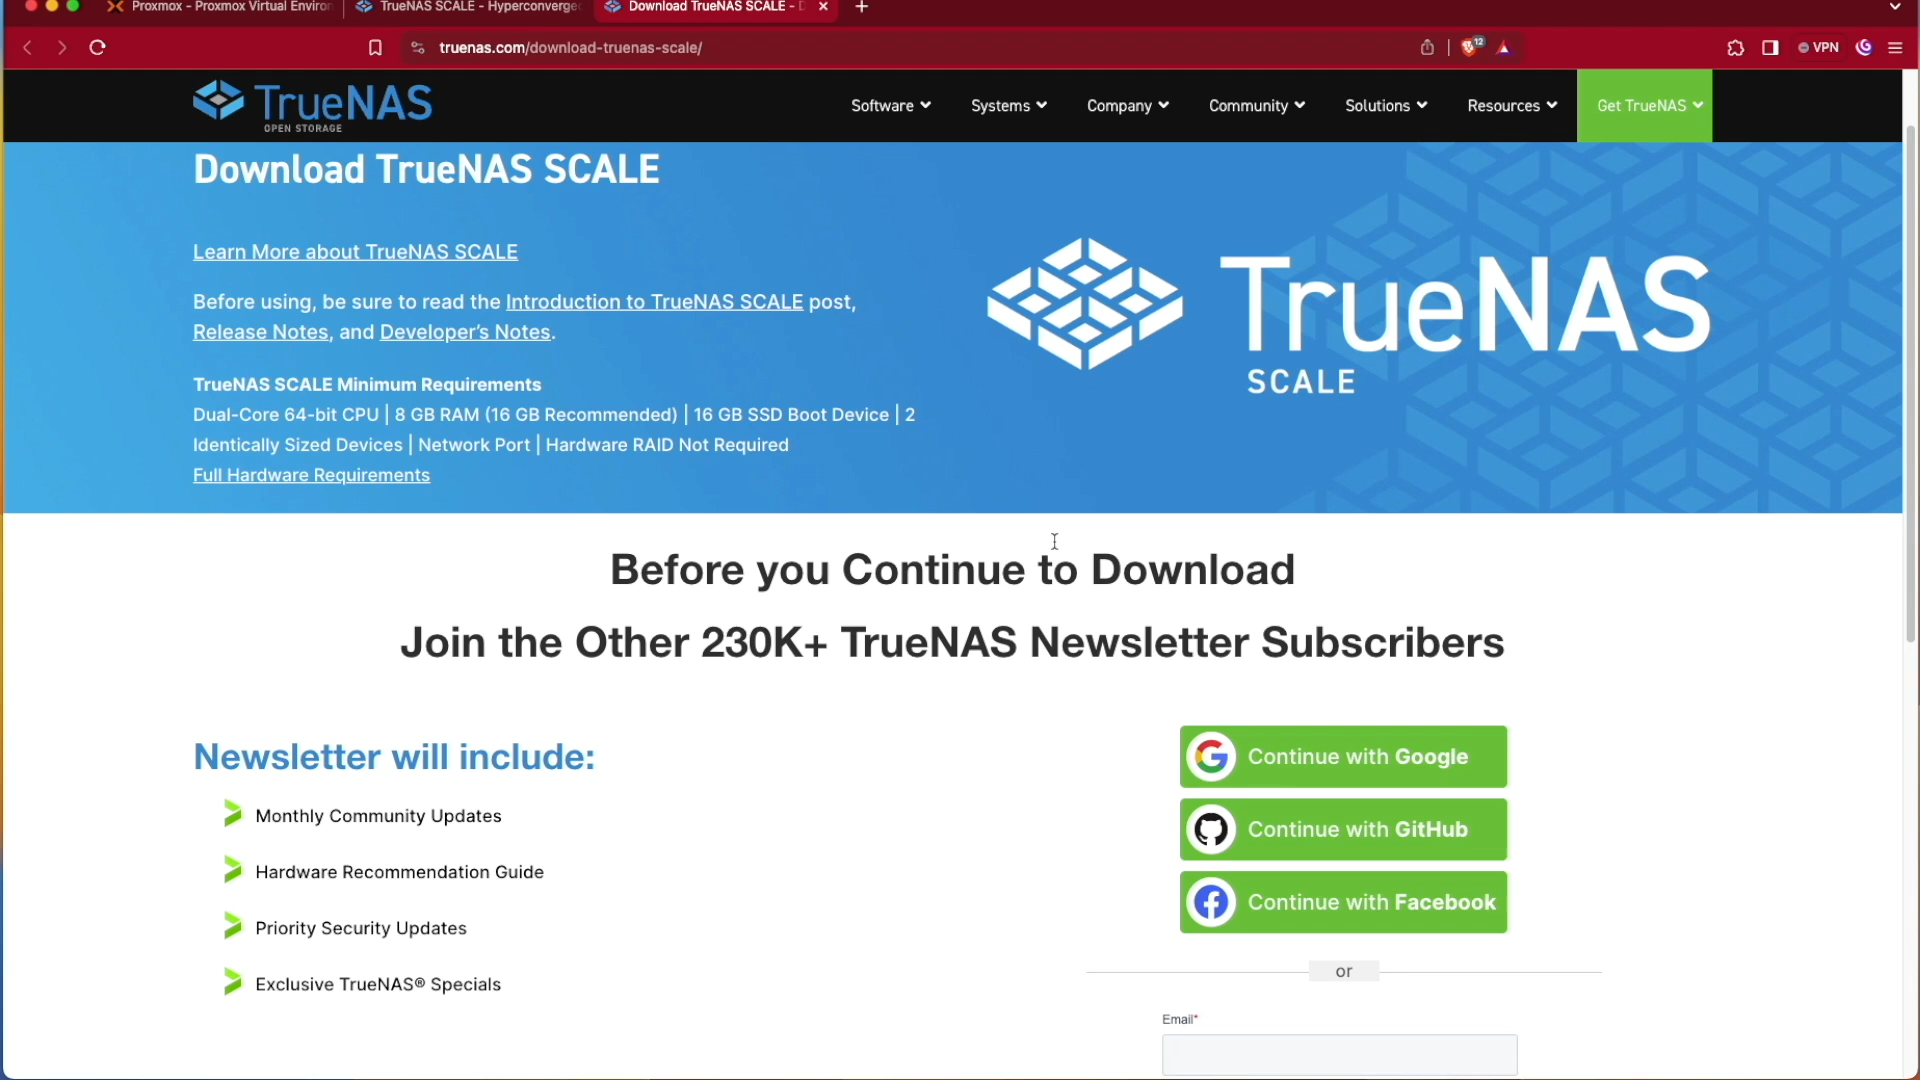 Proxmox - Proxmox Virtual Environ
TrueNAS SCALE - Hyperconverge
Download TrueNAS SCALE - D
truenas.com/download-truenas-scale/
12
VPN
TrueNAS
OPEN STORAGE
Software
Systems
Company
Community
Solutions
Resources
Get TrueNAS
Download TrueNAS SCALE
Learn More about TrueNAS SCALE
Before using, be sure to read the Introduction to TrueNAS SCALE post,
Release Notes, and Developer's Notes.
TrueNAS SCALE Minimum Requirements
Dual-Core 64-bit CPU | 8 GB RAM (16 GB Recommended) | 16 GB SSD Boot Device | 2
Identically Sized Devices | Network Port | Hardware RAID Not Required
Full Hardware Requirements
TrueNAS
SCALE
Before you Continue to Download
Join the Other 230K+ TrueNAS Newsletter Subscribers
Newsletter will include:
Monthly Community Updates
Hardware Recommendation Guide
Priority Security Updates
Exclusive TrueNAS® Specials
Continue with Google
Continue with GitHub
Continue with Facebook
or
Email*